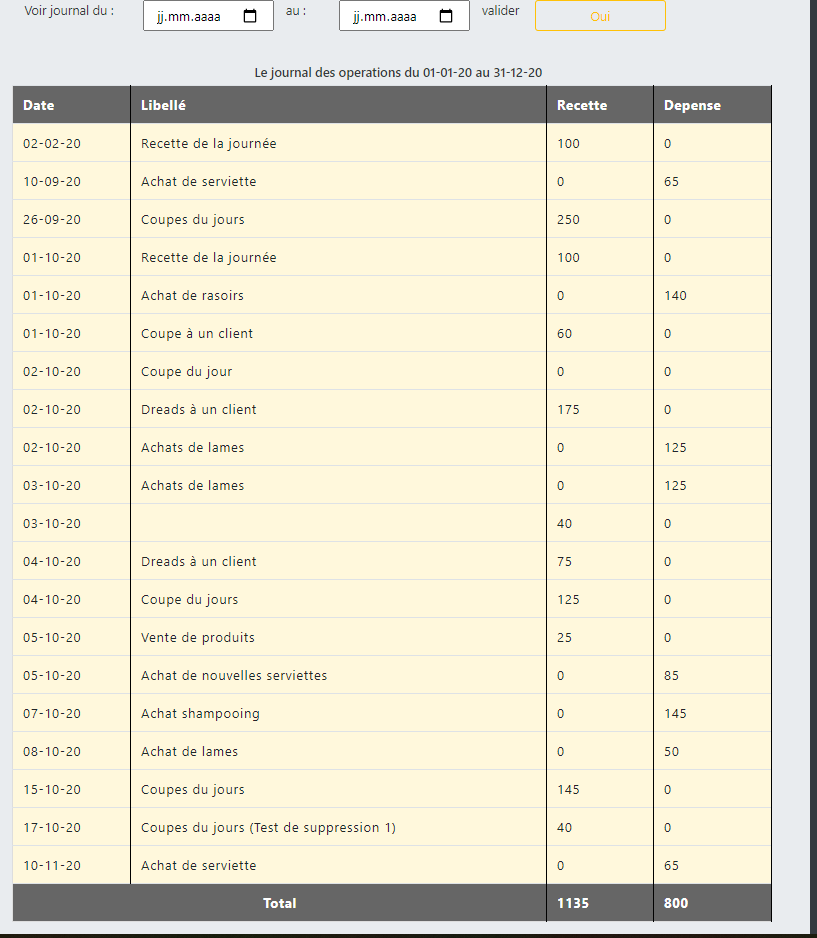 Voir journal du : jj.mm.aaaa au : jj.mm.aaaa valider Oui
Le journal des operations du 01-01-20 au 31-12-20
Date Libellé Recette Depense
02-02-20 Recette de la journée 100 0
10-09-20 Achat de serviette 0 65
26-09-20 Coupes du jours 250 0
01-10-20 Recette de la journée 100 0
01-10-20 Achat de rasoirs 0 140
01-10-20 Coupe à un client 60 0
02-10-20 Coupe du jour 0 0
02-10-20 Dreads à un client 175 0
02-10-20 Achats de lames 0 125
03-10-20 Achats de lames 0 125
03-10-20 40 0
04-10-20 Dreads à un client 75 0
04-10-20 Coupe du jours 125 0
05-10-20 Vente de produits 25 0
05-10-20 Achat de nouvelles serviettes 0 85
07-10-20 Achat shampooing 0 145
08-10-20 Achat de lames 0 50
15-10-20 Coupes du jours 145 0
17-10-20 Coupes du jours (Test de suppression 1) 40 0
10-11-20 Achat de serviette 0 65
Total 1135 800